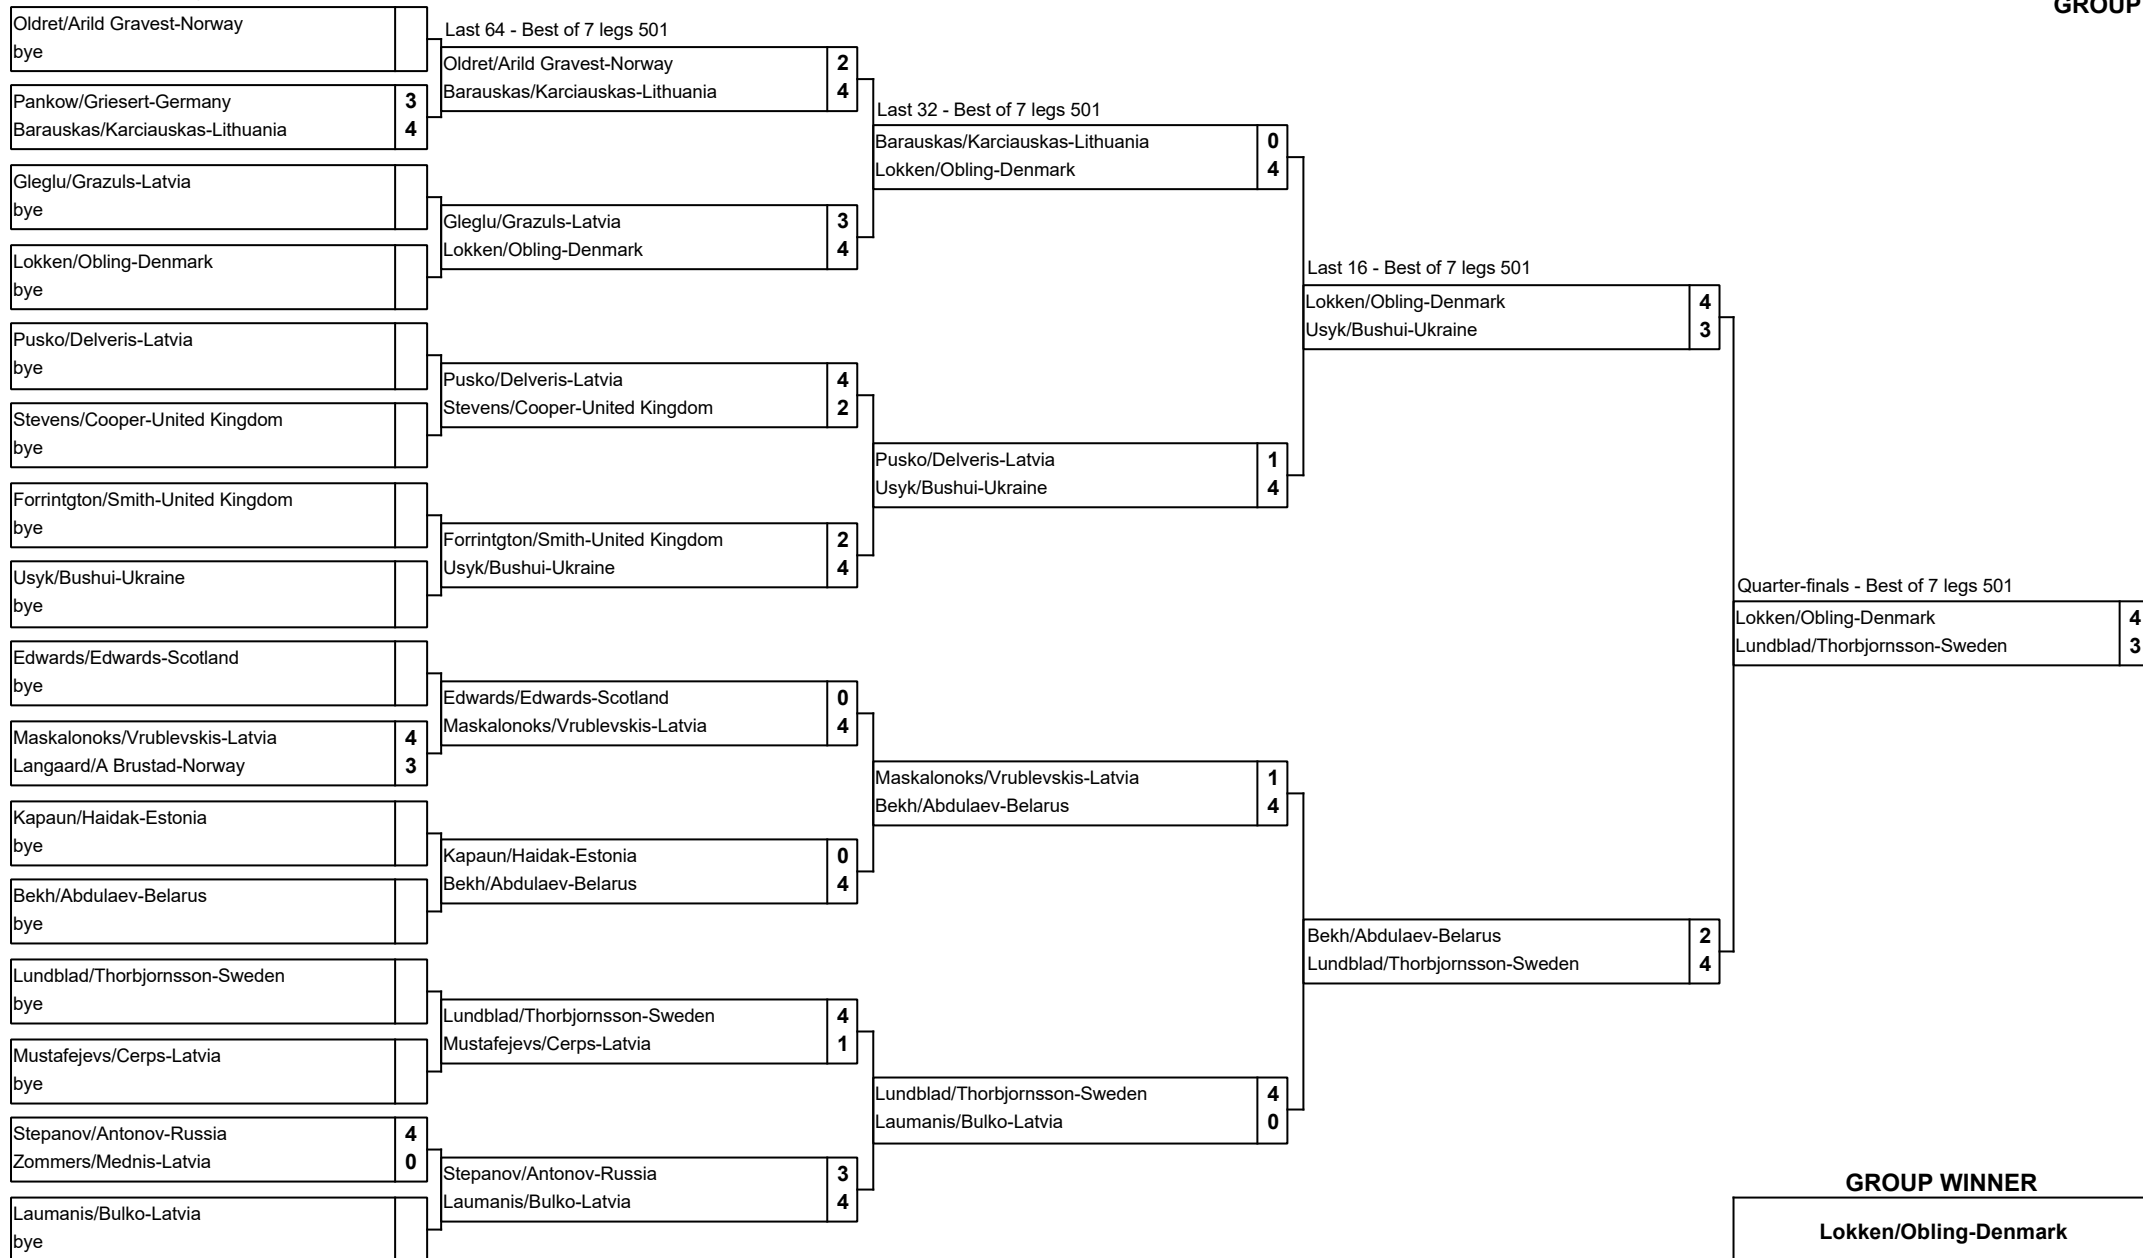 GROUP
Oldret/Arild Gravest-Norway
bye
Pankow/Griesert-Germany 3
Barauskas/Karciauskas-Lithuania 4
Gleglu/Grazuls-Latvia
bye
Lokken/Obling-Denmark
bye
Pusko/Delveris-Latvia
bye
Stevens/Cooper-United Kingdom
bye
Forrintgton/Smith-United Kingdom
bye
Usyk/Bushui-Ukraine
bye
Edwards/Edwards-Scotland
bye
Maskalonoks/Vrublevskis-Latvia 4
Langaard/A Brustad-Norway 3
Kapaun/Haidak-Estonia
bye
Bekh/Abdulaev-Belarus
bye
Lundblad/Thorbjornsson-Sweden
bye
Mustafejevs/Cerps-Latvia
bye
Stepanov/Antonov-Russia 4
Zommers/Mednis-Latvia 0
Laumanis/Bulko-Latvia
bye
Last 64 - Best of 7 legs 501
Oldret/Arild Gravest-Norway 2
Barauskas/Karciauskas-Lithuania 4
Gleglu/Grazuls-Latvia 3
Lokken/Obling-Denmark 4
Pusko/Delveris-Latvia 4
Stevens/Cooper-United Kingdom 2
Forrintgton/Smith-United Kingdom 2
Usyk/Bushui-Ukraine 4
Edwards/Edwards-Scotland 0
Maskalonoks/Vrublevskis-Latvia 4
Kapaun/Haidak-Estonia 0
Bekh/Abdulaev-Belarus 4
Lundblad/Thorbjornsson-Sweden 4
Mustafejevs/Cerps-Latvia 1
Stepanov/Antonov-Russia 3
Laumanis/Bulko-Latvia 4
Last 32 - Best of 7 legs 501
Barauskas/Karciauskas-Lithuania 0
Lokken/Obling-Denmark 4
Pusko/Delveris-Latvia 1
Usyk/Bushui-Ukraine 4
Maskalonoks/Vrublevskis-Latvia 1
Bekh/Abdulaev-Belarus 4
Lundblad/Thorbjornsson-Sweden 4
Laumanis/Bulko-Latvia 0
Last 16 - Best of 7 legs 501
Lokken/Obling-Denmark 4
Usyk/Bushui-Ukraine 3
Bekh/Abdulaev-Belarus 2
Lundblad/Thorbjornsson-Sweden 4
Quarter-finals - Best of 7 legs 501
Lokken/Obling-Denmark 4
Lundblad/Thorbjornsson-Sweden 3
GROUP WINNER
Lokken/Obling-Denmark